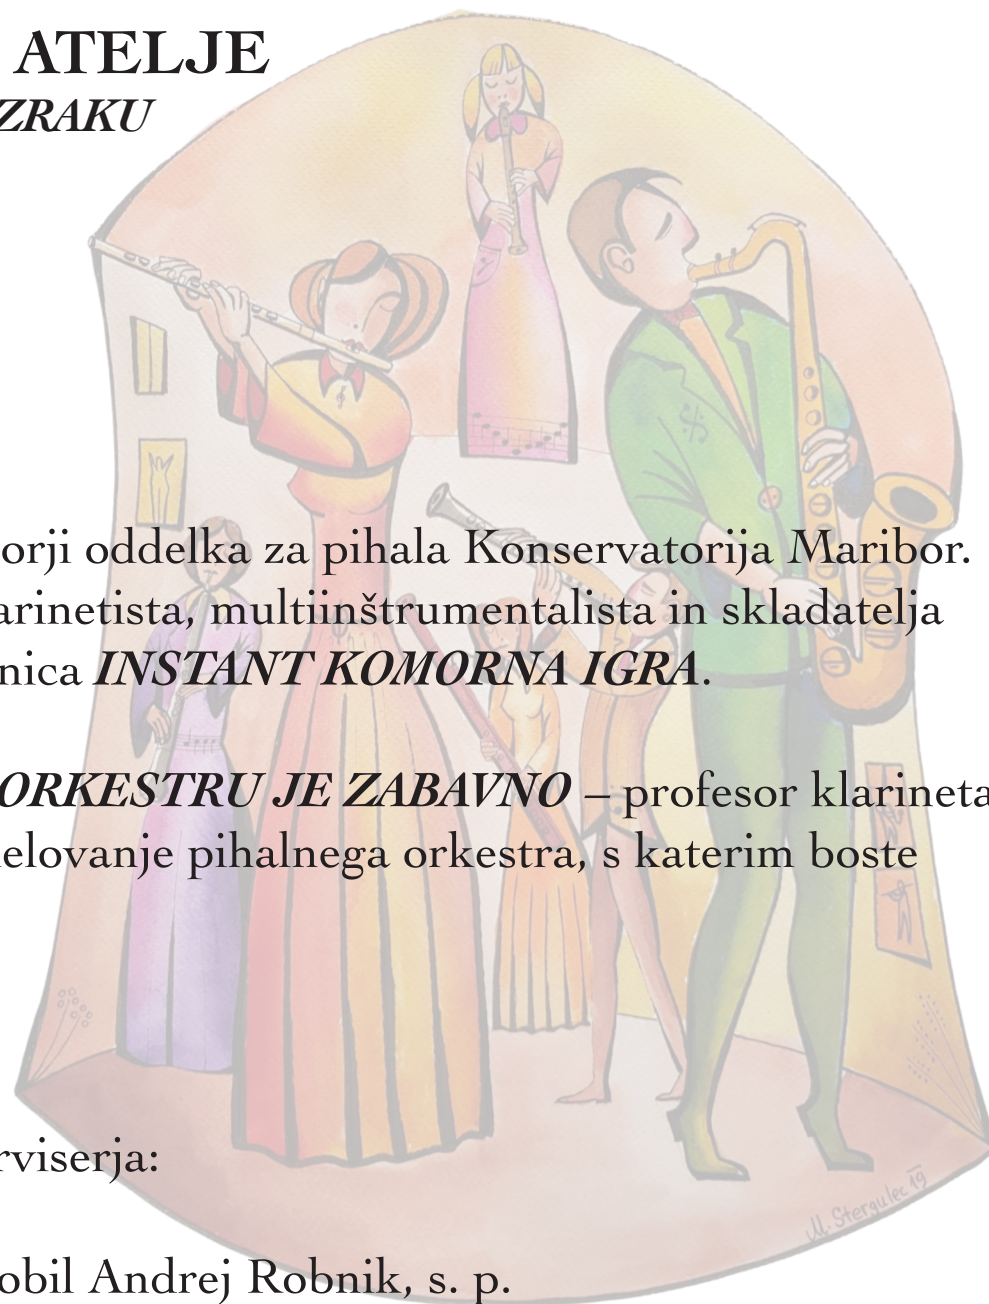 ATELJE
ZRAKU
orji oddelka za pihala Konservatorija Maribor.
arinetista, multiinštrumentalista in skladatelja
nica INSTANT KOMORNA IGRA.
ORKESTRU JE ZABAVNO – profesor klarineta
elovanje pihalnega orkestra, s katerim boste
rviserja:
obil Andrej Robnik, s. p.
M. Stergulec 19